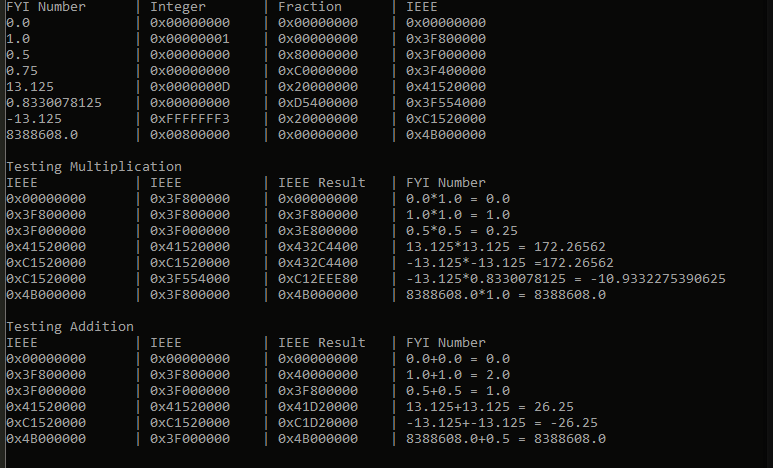 FYI Number | Integer | Fraction | IEEE
0.0 | 0x00000000 | 0x00000000 | 0x00000000
1.0 | 0x00000001 | 0x00000000 | 0x3F800000
0.5 | 0x00000000 | 0x80000000 | 0x3F000000
0.75 | 0x00000000 | 0xC0000000 | 0x3F400000
13.125 | 0x0000000D | 0x20000000 | 0x41520000
0.8330078125 | 0x00000000 | 0xD5400000 | 0x3F554000
-13.125 | 0xFFFFFFF3 | 0x20000000 | 0xC1520000
8388608.0 | 0x00800000 | 0x00000000 | 0x4B000000
Testing Multiplication
IEEE | IEEE | IEEE Result | FYI Number
0x00000000 | 0x3F800000 | 0x00000000 | 0.0*1.0 = 0.0
0x3F800000 | 0x3F800000 | 0x3F800000 | 1.0*1.0 = 1.0
0x3F000000 | 0x3F000000 | 0x3E800000 | 0.5*0.5 = 0.25
0x41520000 | 0x41520000 | 0x432C4400 | 13.125*13.125 = 172.26562
0xC1520000 | 0xC1520000 | 0x432C4400 | -13.125*-13.125 =172.26562
0xC1520000 | 0x3F554000 | 0xC12EEE80 | -13.125*0.8330078125 = -10.9332275390625
0x4B000000 | 0x3F800000 | 0x4B000000 | 8388608.0*1.0 = 8388608.0
Testing Addition
IEEE | IEEE | IEEE Result | FYI Number
0x00000000 | 0x00000000 | 0x00000000 | 0.0+0.0 = 0.0
0x3F800000 | 0x3F800000 | 0x40000000 | 1.0+1.0 = 2.0
0x3F000000 | 0x3F000000 | 0x3F800000 | 0.5+0.5 = 1.0
0x41520000 | 0x41520000 | 0x41D20000 | 13.125+13.125 = 26.25
0xC1520000 | 0xC1520000 | 0xC1D20000 | -13.125+-13.125 = -26.25
0x4B000000 | 0x3F000000 | 0x4B000000 | 8388608.0+0.5 = 8388608.0